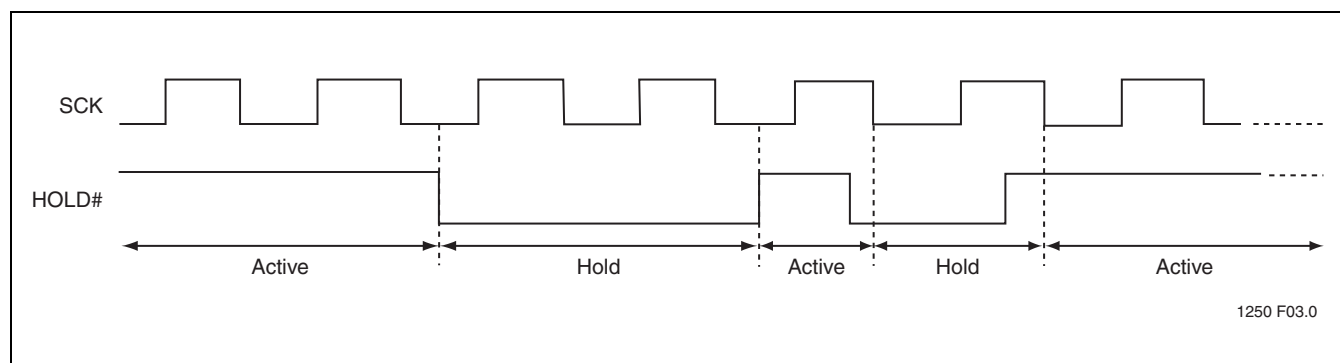 SCK
HOLD#
Active
Hold
Active
Hold
Active
1250 F03.0